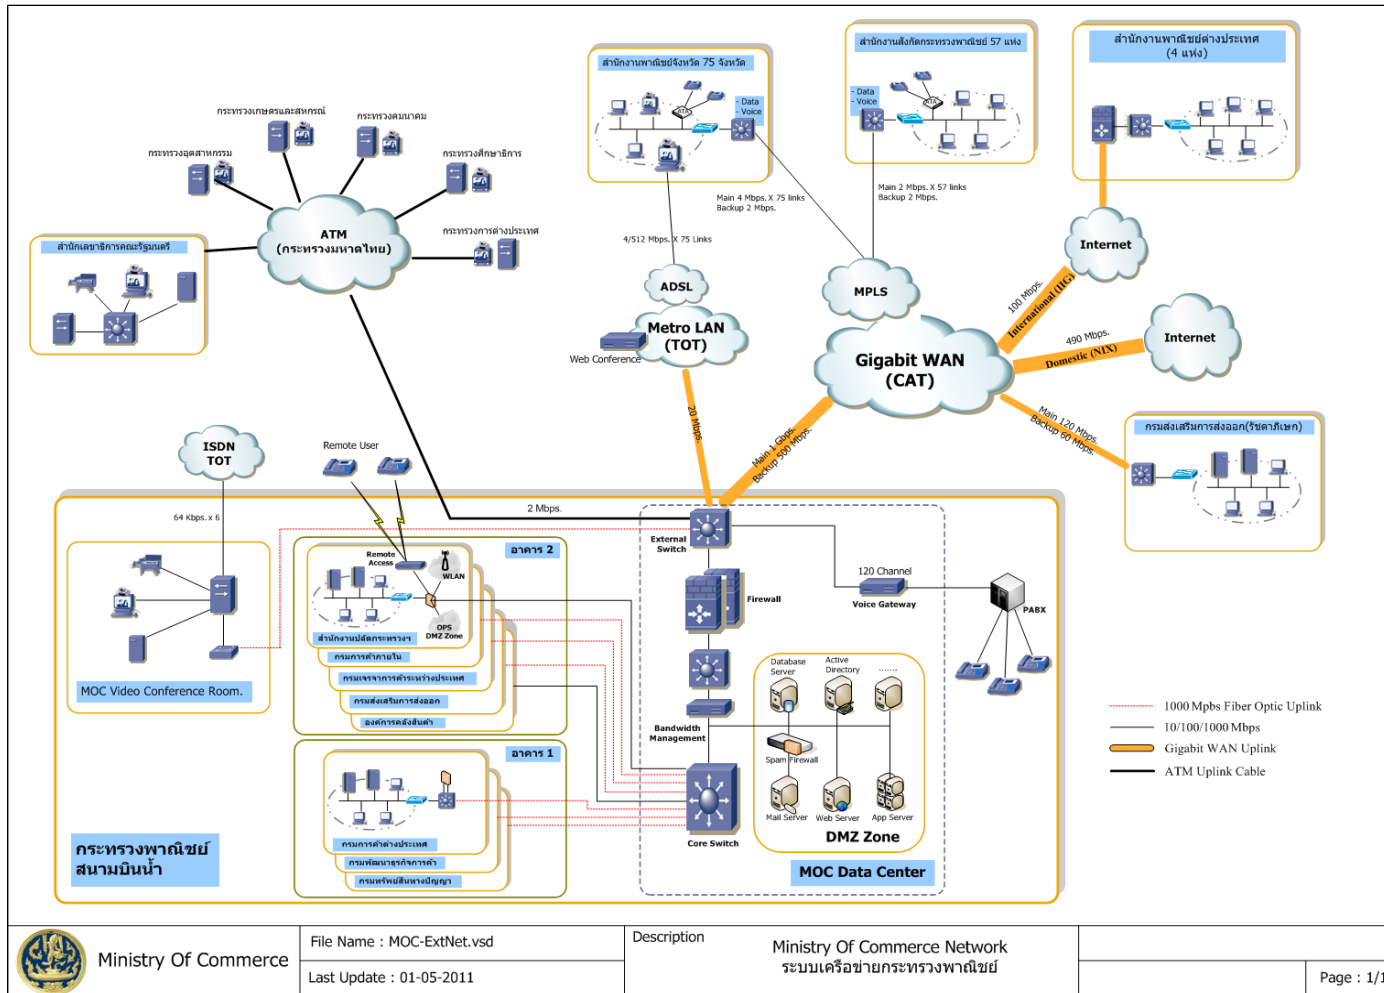 สำนักงานพาณิชย์จังหวัด 75 จังหวัด
- Data
- Voice
สำนักงานสังกัดกระทรวงพาณิชย์ 57 แห่ง
- Data
- Voice
สำนักงานพาณิชย์ต่างประเทศ
(4 แห่ง)
ATA
ATA
กระทรวงเกษตรและสหกรณ์
กระทรวงคมนาคม
กระทรวงอุตสาหกรรม
กระทรวงศึกษาธิการ
กระทรวงการต่างประเทศ
ATM
(กระทรวงมหาดไทย)
สำนักเลขาธิการคณะรัฐมนตรี
Main 4 Mbps. X 75 links
Backup 2 Mbps.
Main 2 Mbps. X 57 links
Backup 2 Mbps.
4/512 Mbps. X 75 Links
ADSL
Metro LAN
(TOT)
Web Conference
MPLS
Gigabit WAN
(CAT)
Internet
100 Mbps.
International (IIG)
Internet
490 Mbps.
Domestic (NIX)
Main 120 Mbps.
Backup 60 Mbps.
กรมส่งเสริมการส่งออก(รัชดาภิเษก)
20 Mbps.
Main 1 Gbps.
Backup 500 Mbps.
ISDN
TOT
Remote User
64 Kbps. x 6
2 Mbps.
MOC Video Conference Room.
อาคาร 2
Remote
Access
WLAN
OPS
DMZ Zone
สำนักงานปลัดกระทรวงฯ
กรมการค้าภายใน
กรมเจรจาการค้าระหว่างประเทศ
กรมส่งเสริมการส่งออก
องค์การคลังสินค้า
อาคาร 1
กรมการค้าต่างประเทศ
กรมพัฒนาธุรกิจการค้า
กรมทรัพย์สินทางปัญญา
กระทรวงพาณิชย์
สนามบินน้ำ
External
Switch
Firewall
120 Channel
Voice Gateway
PABX
Bandwidth
Management
Core Switch
Database
Server
Active
Directory
.......
Spam Firewall
Mail Server
Web Server
App Server
DMZ Zone
MOC Data Center
1000 Mpbs Fiber Optic Uplink
10/100/1000 Mbps
Gigabit WAN Uplink
ATM Uplink Cable
Ministry Of Commerce
File Name : MOC-ExtNet.vsd
Last Update : 01-05-2011
Description
Ministry Of Commerce Network
ระบบเครือข่ายกระทรวงพาณิชย์
Page : 1/1